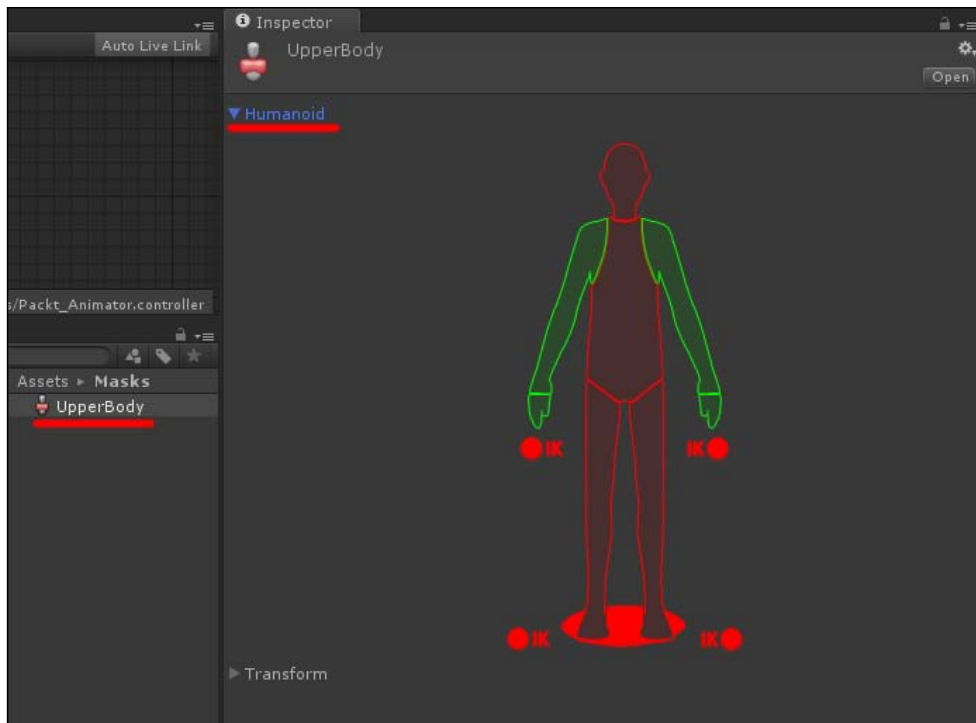 Auto Live Link
s/Packt_Animator.controller
Assets ▸ Masks
UpperBody
Inspector
UpperBody
Open
Humanoid
IK IK
IK IK
Transform